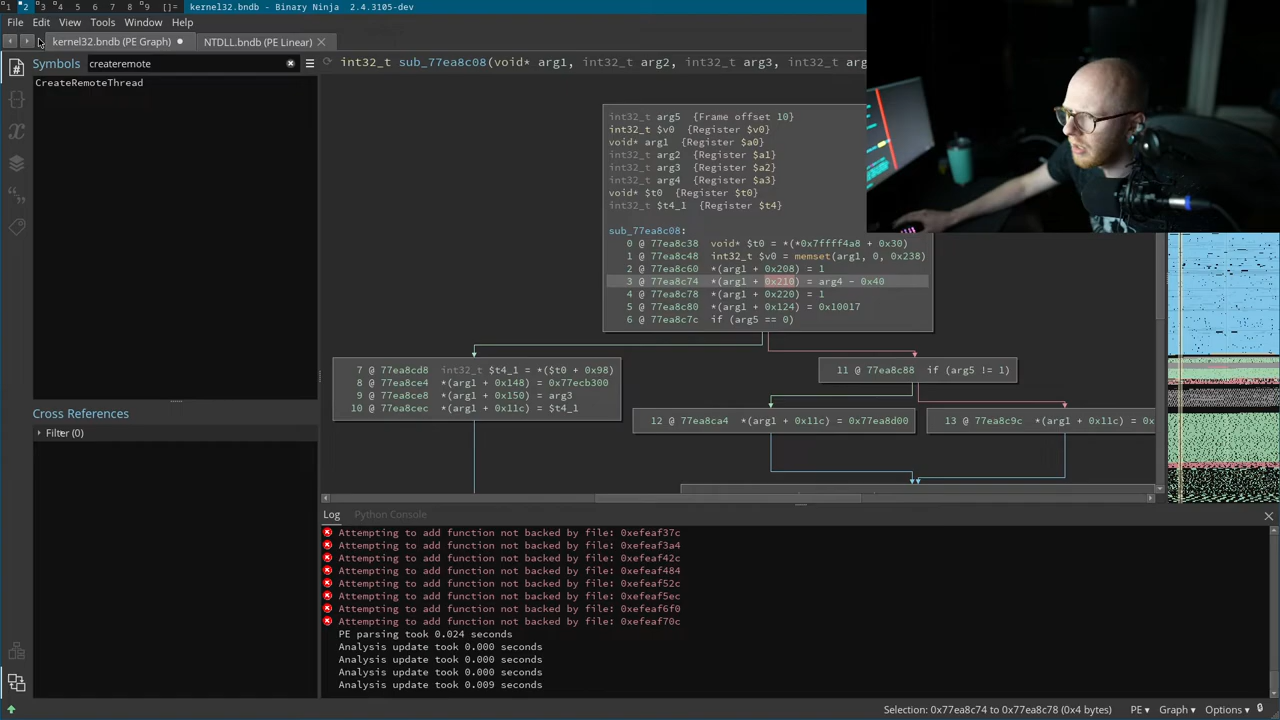 1 2 3 4 5 6 7 8 9 []= kernel32.bndb - Binary Ninja 2.4.3105-dev
File Edit View Tools Window Help
kernel32.bndb (PE Graph) NTDLL.bndb (PE Linear)
Symbols createremote
int32_t sub_77ea8c08(void* arg1, int32_t arg2, int32_t arg3, int32_t arg
CreateRemoteThread
int32_t arg5 {Frame offset 10}
int32_t $v0 {Register $v0}
void* arg1 {Register $a0}
int32_t arg2 {Register $a1}
int32_t arg3 {Register $a2}
int32_t arg4 {Register $a3}
void* $t0 {Register $t0}
int32_t $t4_1 {Register $t4}
sub_77ea8c08:
0 @ 77ea8c38 void* $t0 = *(*0x7ffff4a8 + 0x30)
1 @ 77ea8c48 int32_t $v0 = memset(arg1, 0, 0x238)
2 @ 77ea8c60 *(arg1 + 0x208) = 1
3 @ 77ea8c74 *(arg1 + 0x210) = arg4 - 0x40
4 @ 77ea8c78 *(arg1 + 0x220) = 1
5 @ 77ea8c80 *(arg1 + 0x124) = 0x10017
6 @ 77ea8c7c if (arg5 == 0)
7 @ 77ea8cd8 int32_t $t4_1 = *($t0 + 0x98)
8 @ 77ea8ce4 *(arg1 + 0x148) = 0x77ecb300
9 @ 77ea8ce8 *(arg1 + 0x150) = arg3
10 @ 77ea8cec *(arg1 + 0x11c) = $t4_1
11 @ 77ea8c88 if (arg5 != 1)
12 @ 77ea8ca4 *(arg1 + 0x11c) = 0x77ea8d00
13 @ 77ea8c9c *(arg1 + 0x11c) = 0x
Cross References
Filter (0)
Log Python Console
Attempting to add function not backed by file: 0xefeaf37c
Attempting to add function not backed by file: 0xefeaf3a4
Attempting to add function not backed by file: 0xefeaf42c
Attempting to add function not backed by file: 0xefeaf484
Attempting to add function not backed by file: 0xefeaf52c
Attempting to add function not backed by file: 0xefeaf5ec
Attempting to add function not backed by file: 0xefeaf6f0
Attempting to add function not backed by file: 0xefeaf70c
PE parsing took 0.024 seconds
Analysis update took 0.000 seconds
Analysis update took 0.000 seconds
Analysis update took 0.000 seconds
Analysis update took 0.009 seconds
Selection: 0x77ea8c74 to 0x77ea8c78 (0x4 bytes) PE Graph Options